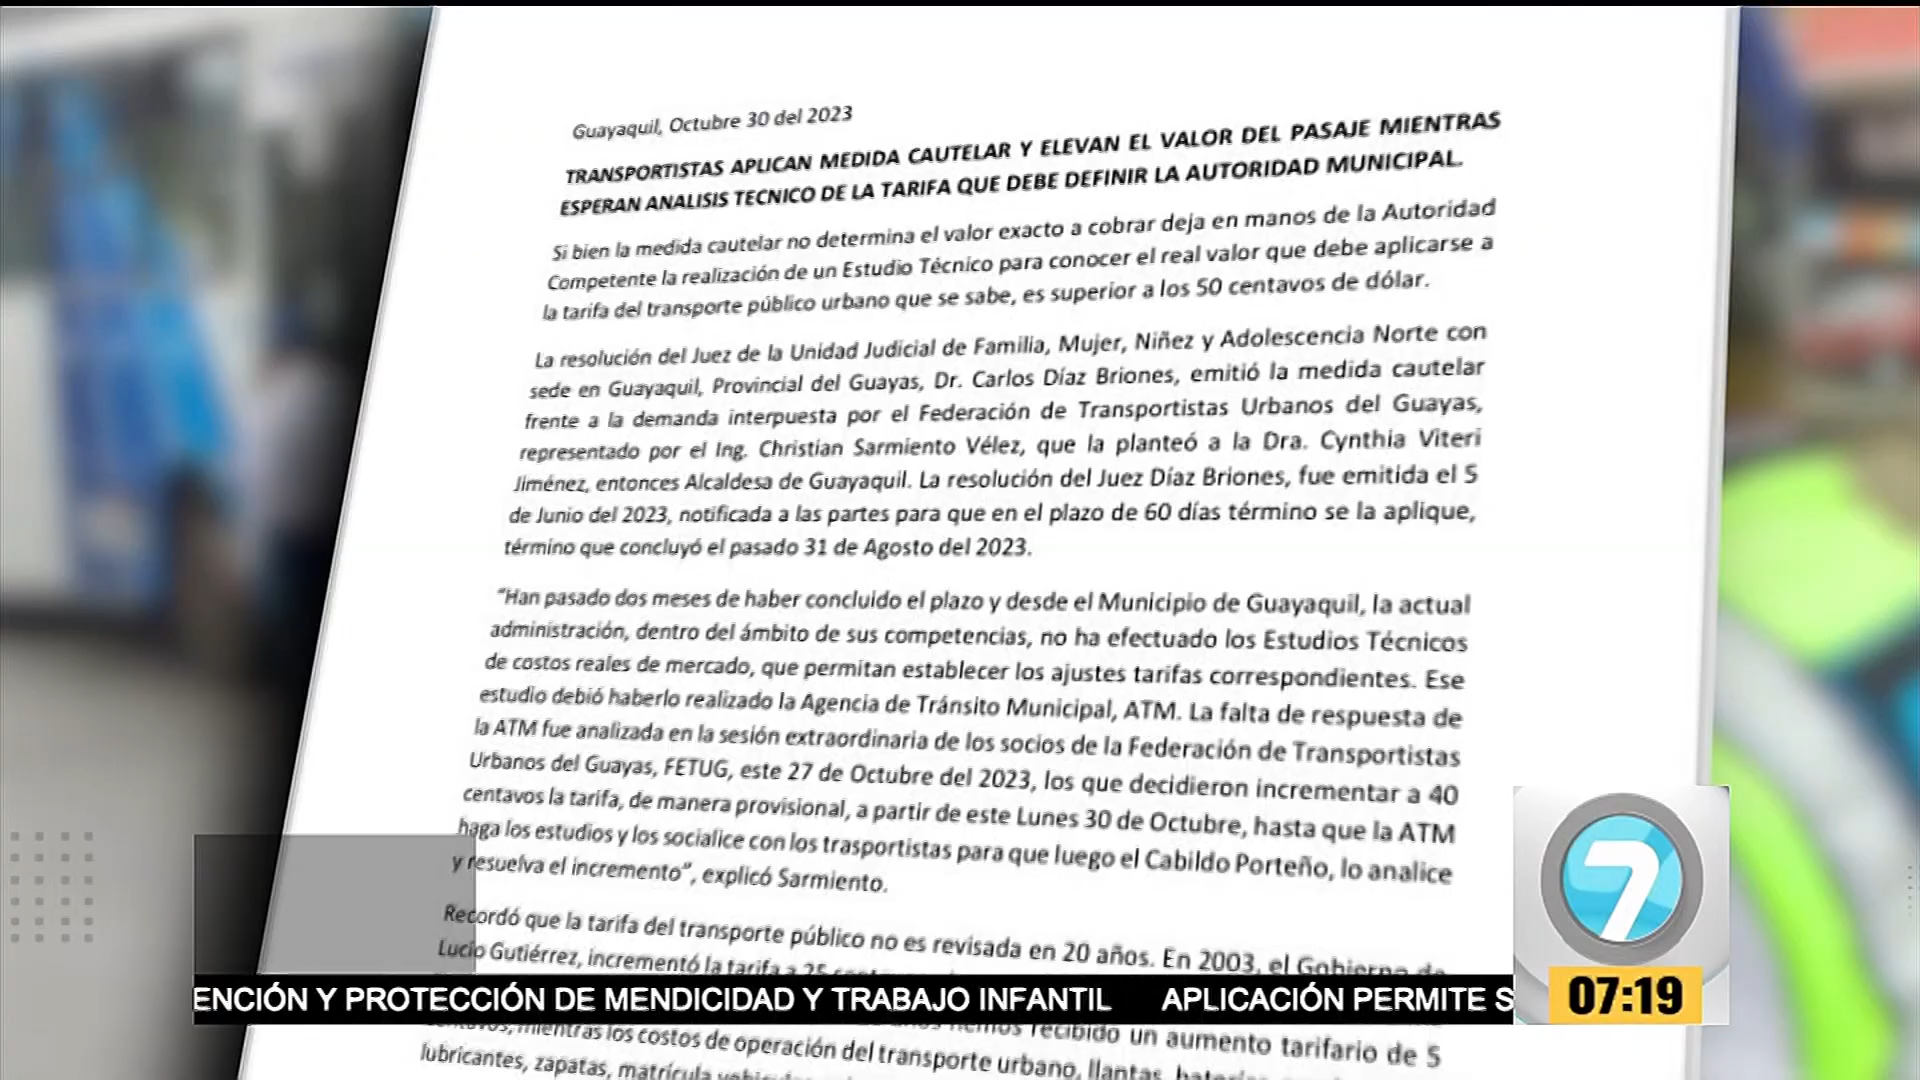 Guayaquil, Octubre 30 del 2023
TRANSPORTISTAS APLICAN MEDIDA CAUTELAR Y ELEVAN EL VALOR DEL PASAJE MIENTRAS
ESPERAN ANALISIS TECNICO DE LA TARIFA QUE DEBE DEFINIR LA AUTORIDAD MUNICIPAL.
Si bien la medida cautelar no determina el valor exacto a cobrar deja en manos de la Autoridad
Competente la realización de un Estudio Técnico para conocer el real valor que debe aplicarse a
la tarifa del transporte público urbano que se sabe, es superior a los 50 centavos de dólar.
La resolución del Juez de la Unidad Judicial de Familia, Mujer, Niñez y Adolescencia Norte con
sede en Guayaquil, Provincial del Guayas, Dr. Carlos Díaz Briones, emitió la medida cautelar
frente a la demanda interpuesta por el Federación de Transportistas Urbanos del Guayas,
representado por el Ing. Christian Sarmiento Vélez, que la planteó a la Dra. Cynthia Viteri
Jiménez, entonces Alcaldesa de Guayaquil. La resolución del Juez Díaz Briones, fue emitida el 5
de Junio del 2023, notificada a las partes para que en el plazo de 60 días término se la aplique,
término que concluyó el pasado 31 de Agosto del 2023.
"Han pasado dos meses de haber concluido el plazo y desde el Municipio de Guayaquil, la actual
administración, dentro del ámbito de sus competencias, no ha efectuado los Estudios Técnicos
de costos reales de mercado, que permitan establecer los ajustes tarifas correspondientes. Ese
estudio debió haberlo realizado la Agencia de Tránsito Municipal, ATM. La falta de respuesta de
la ATM fue analizada en la sesión extraordinaria de los socios de la Federación de Transportistas
Urbanos del Guayas, FETUG, este 27 de Octubre del 2023, los que decidieron incrementar a 40
centavos la tarifa, de manera provisional, a partir de este Lunes 30 de Octubre, hasta que la ATM
haga los estudios y los socialice con los trasportistas para que luego el Cabildo Porteño, lo analice
y resuelva el incremento", explicó Sarmiento.
Recordó que la tarifa del transporte público no es revisada en 20 años. En 2003, el Gobierno de
Lucio Gutiérrez, incrementó la tarifa a 25
ENCIÓN Y PROTECCIÓN DE MENDICIDAD Y TRABAJO INFANTIL APLICACIÓN PERMITE S
7
07:19
hemos recibido un aumento tarifario de 5
centavos, mientras los costos de operación del transporte urbano, llantas,
lubricantes, zapatas, matrícula